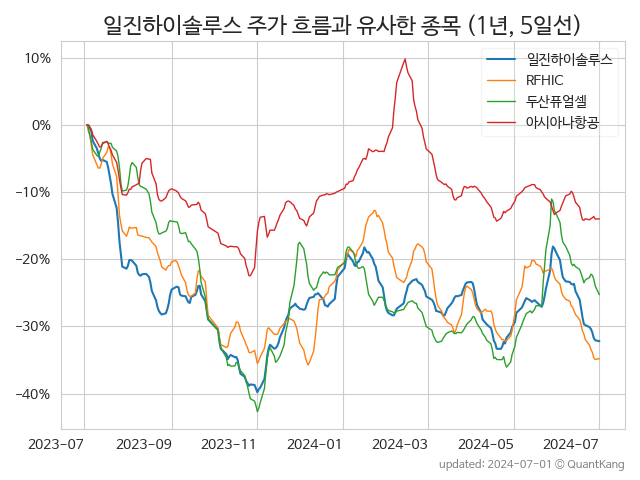 일진하이솔루스 주가 흐름과 유사한 종목 (1년, 5일선)
일진하이솔루스
RFHIC
두산퓨얼셀
아시아나항공
10%
0%
−10%
−20%
−30%
−40%
2023-07
2023-09
2023-11
2024-01
2024-03
2024-05
2024-07
updated: 2024-07-01 © QuantKang